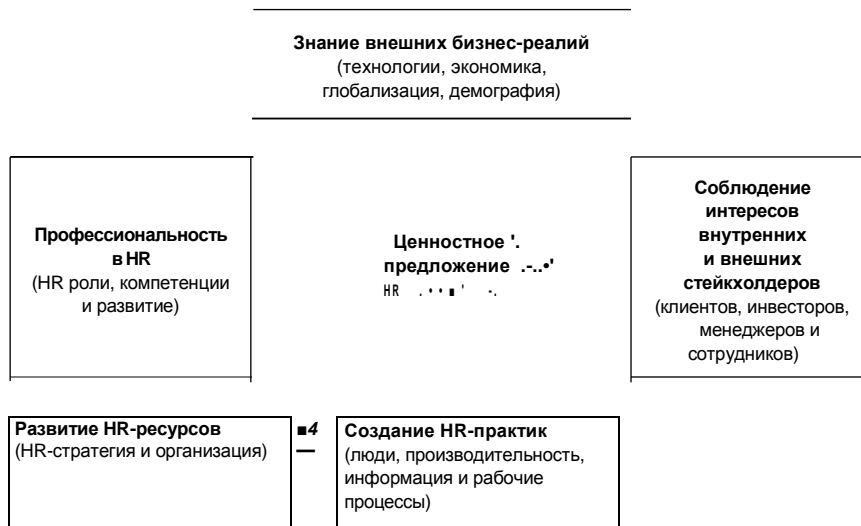 Знание внешних бизнес-реалий
(технологии, экономика,
глобализация, демография)
Профессиональность
в HR
(HR роли, компетенции
и развитие)
Ценностное '.
предложение .-..•'
HR . • • ■ ' -.
Соблюдение
интересов
внутренних
и внешних
стейкхолдеров
(клиентов, инвесторов,
менеджеров и
сотрудников)
Развитие HR-ресурсов
(HR-стратегия и организация)
■4
—
Создание HR-практик
(люди, производительность,
информация и рабочие
процессы)